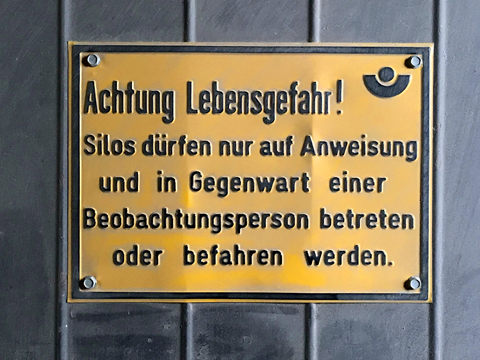 Achtung Lebensgefahr!
Silos dürfen nur auf Anweisung
und in Gegenwart einer
Beobachtungsperson betreten
oder befahren werden.